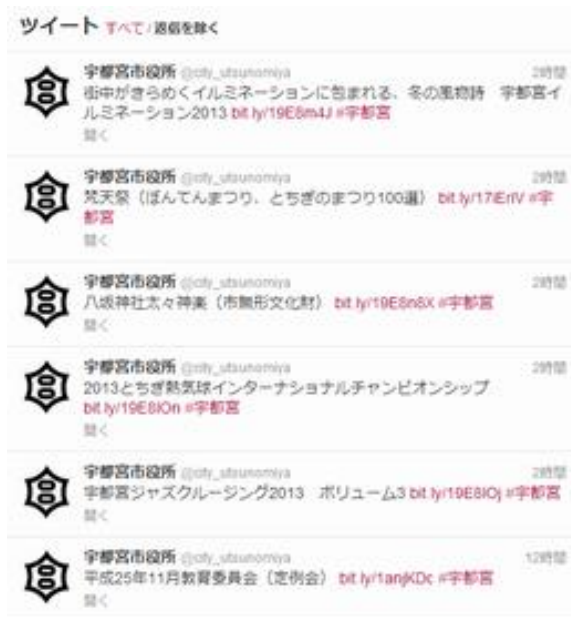 ツイート すべて / 返信を除く
宇都宮市役所 @city_utsunomiya 2時間
街中がきらめくイルミネーションに包まれる、冬の風物詩 宇都宮イ
ルミネーション2013 bit.ly/19E8m4J #宇都宮
開く
宇都宮市役所 @city_utsunomiya 2時間
梵天祭(ぼんてんまつり、とちぎのまつり100選) bit.ly/17iEriV #宇
都宮
開く
宇都宮市役所 @city_utsunomiya 2時間
八坂神社太々神楽(市無形文化財) bit.ly/19E8n8X #宇都宮
開く
宇都宮市役所 @city_utsunomiya 2時間
2013とちぎ熱気球インターナショナルチャンピオンシップ
bit.ly/19E8lOn #宇都宮
開く
宇都宮市役所 @city_utsunomiya 2時間
宇都宮ジャズクルージング2013 ボリューム3 bit.ly/19E8lOj #宇都宮
開く
宇都宮市役所 @city_utsunomiya 12時間
平成25年11月教育委員会(定例会) bit.ly/1anjKDc #宇都宮
開く